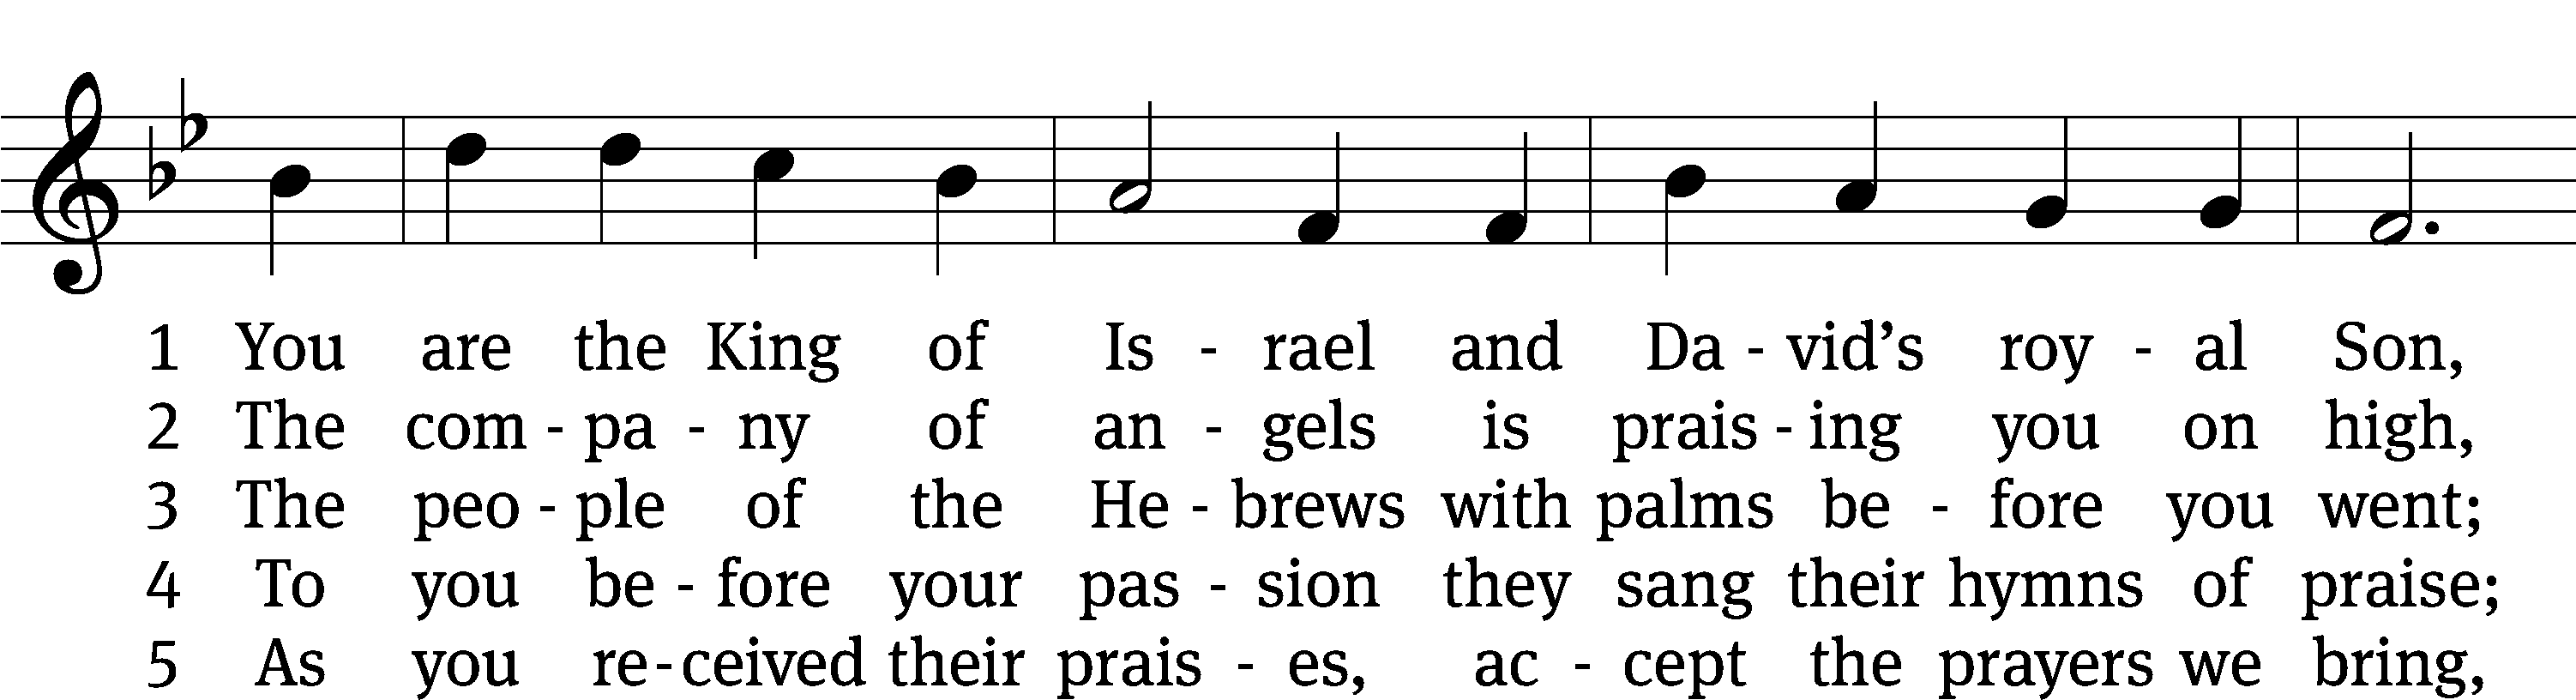 1 You are the King of Is - rael and Da - vid’s roy - al Son,
2 The com - pa - ny of an - gels is prais - ing you on high,
3 The peo - ple of the He - brews with palms be - fore you went;
4 To you be - fore your pas - sion they sang their hymns of praise;
5 As you re - ceived their prais - es, ac - cept the prayers we bring,